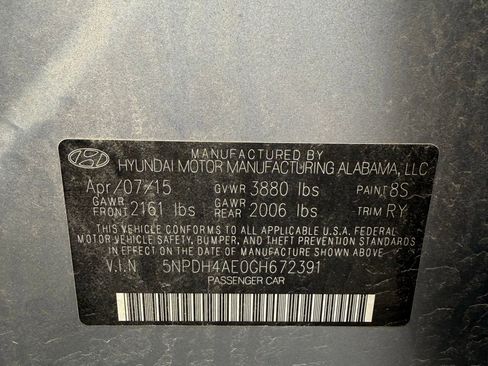 MANUFACTURED BY
HYUNDAI MOTOR MANUFACTURING ALABAMA, LLC
Apr/07/15 GVWR 3880 lbs PAINT 8S
GAWR FRONT 2161 lbs GAWR REAR 2006 lbs TRIM RY
THIS VEHICLE CONFORMS TO ALL APPLICABLE U.S.A. FEDERAL
MOTOR VEHICLE SAFETY, BUMPER, AND THEFT PREVENTION STANDARDS
IN EFFECT ON THE DATE OF MANUFACTURE SHOWN ABOVE.
V.I.N 5NPDH4AE0GH672391
PASSENGER CAR